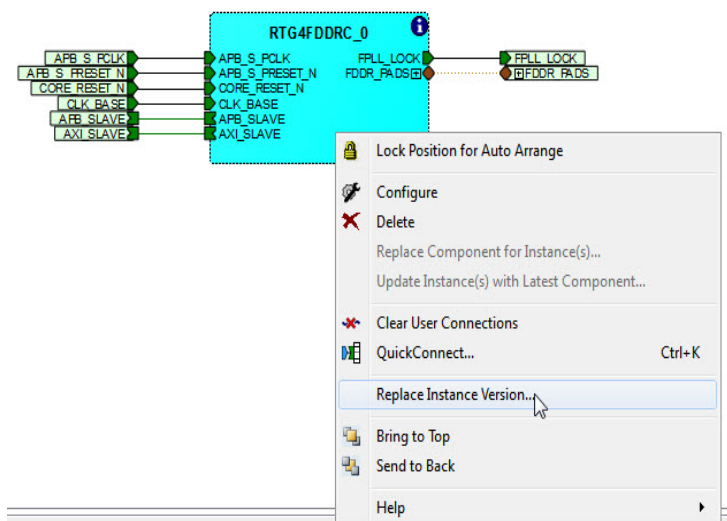 RTG4FDDRC_0
APB_S_PCLK APB_S_PCLK FPLL_LOCK FPLL_LOCK
APB_S_PRESET_N APB_S_PRESET_N FDDR_PADS FDDR_PADS
CORE_RESET_N CORE_RESET_N
CLK_BASE CLK_BASE
APB_SLAVE APB_SLAVE
AXI_SLAVE AXI_SLAVE
Lock Position for Auto Arrange
Configure
Delete
Replace Component for Instance(s)...
Update Instance(s) with Latest Component...
Clear User Connections
QuickConnect... Ctrl+K
Replace Instance Version...
Bring to Top
Send to Back
Help